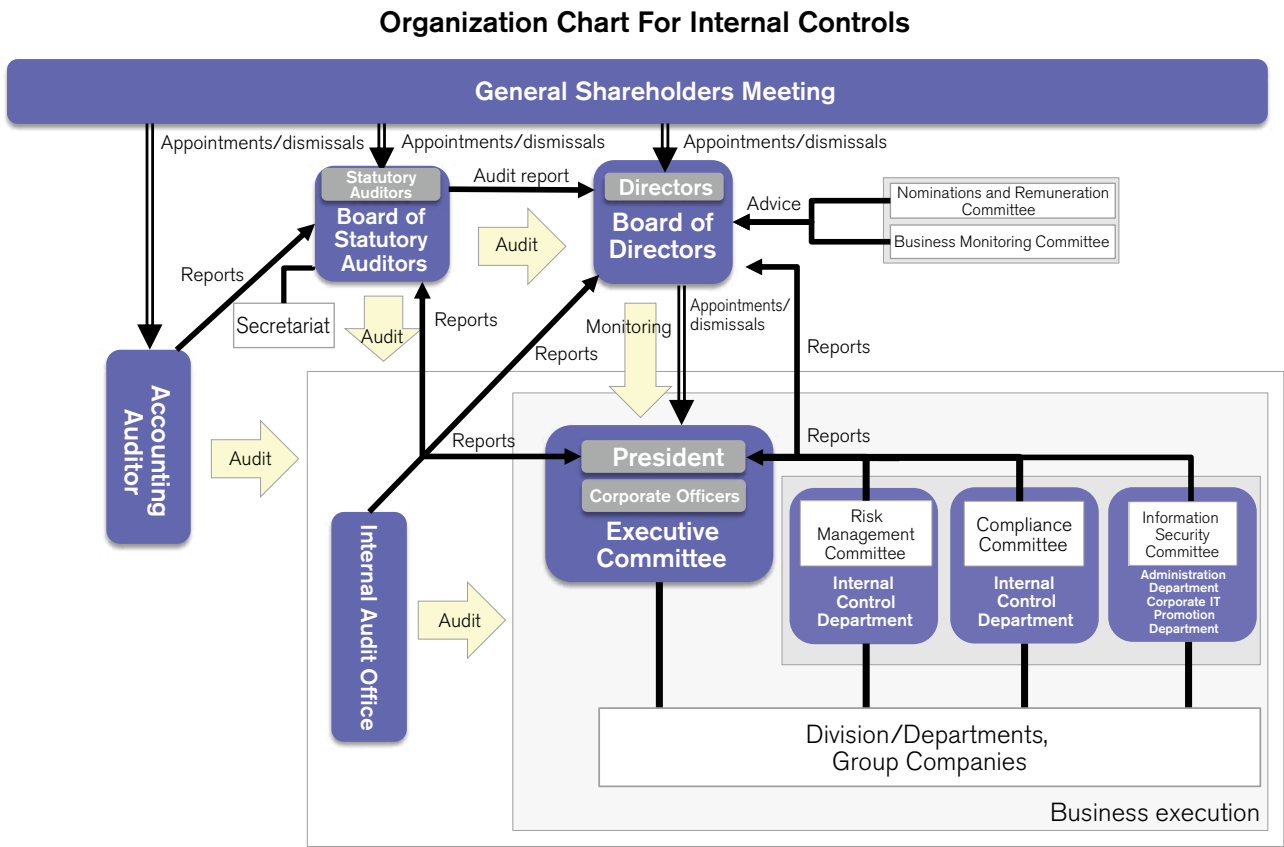 Organization Chart For Internal Controls
General Shareholders Meeting
Appointments/dismissals
Appointments/dismissals
Appointments/dismissals
Statutory
Auditors
Board of
Statutory
Auditors
Audit report
Directors
Board of
Directors
Advice
Nominations and Remuneration
Committee
Business Monitoring Committee
Audit
Reports
Secretariat
Audit
Reports
Reports
Monitoring
Appointments/
dismissals
Reports
Accounting
Auditor
Audit
Reports
Reports
President
Corporate Officers
Executive
Committee
Risk
Management
Committee
Internal
Control
Department
Compliance
Committee
Internal
Control
Department
Information
Security
Committee
Administration
Department
Corporate IT
Promotion
Department
Internal Audit Office
Audit
Division/Departments,
Group Companies
Business execution